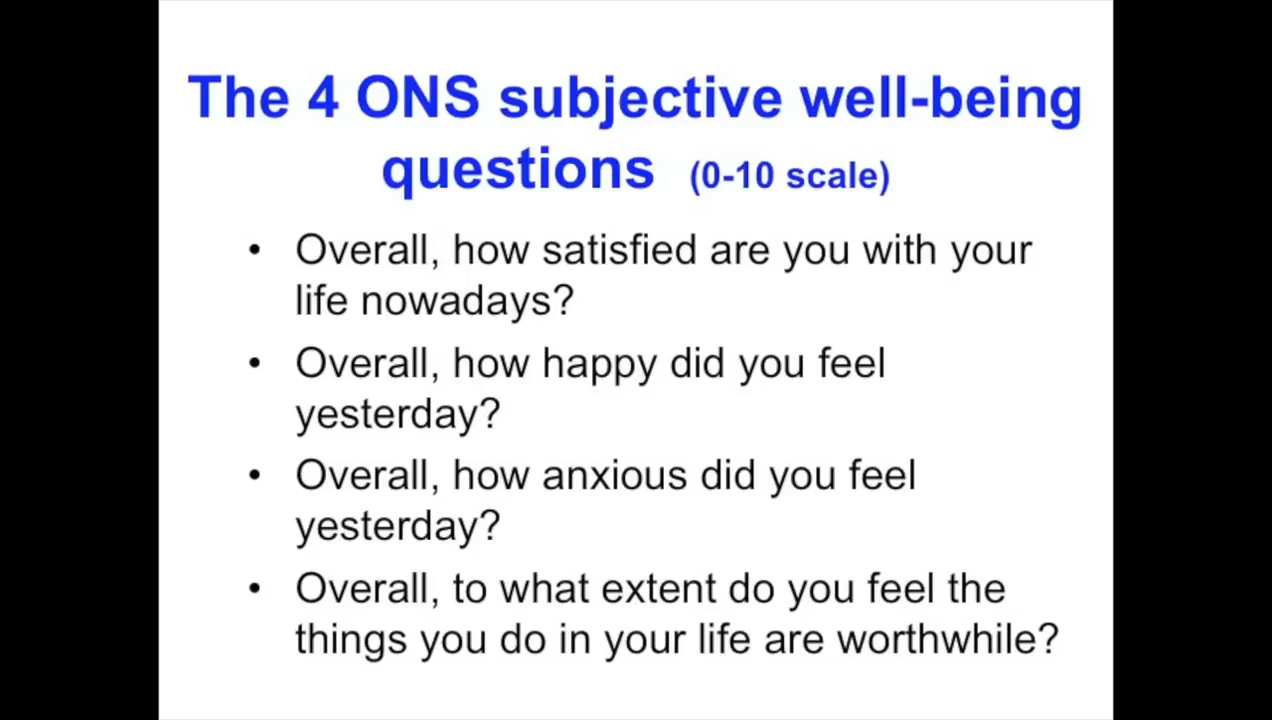 The 4 ONS subjective well-being
questions (0-10 scale)
• Overall, how satisfied are you with your
life nowadays?
• Overall, how happy did you feel
yesterday?
• Overall, how anxious did you feel
yesterday?
• Overall, to what extent do you feel the
things you do in your life are worthwhile?